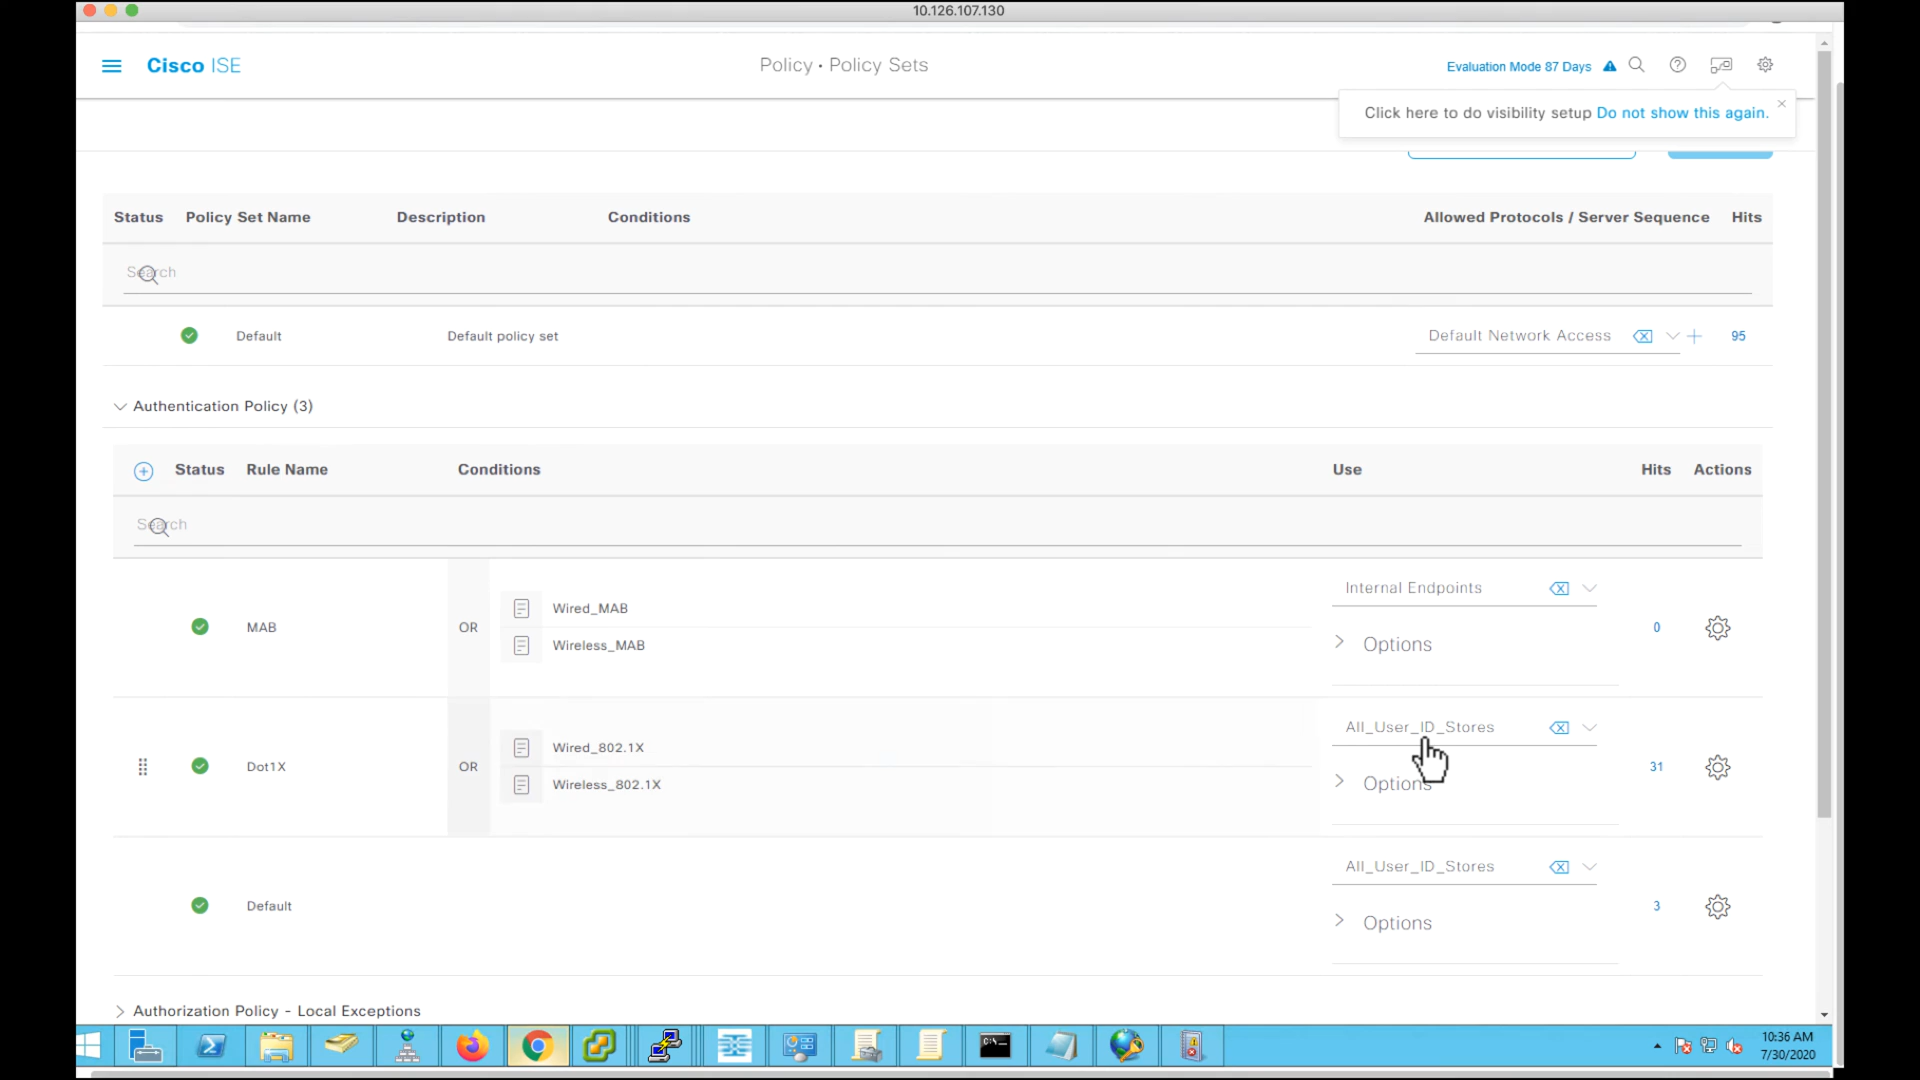 10.126.107.130
Cisco ISE
Policy · Policy Sets
Evaluation Mode 87 Days
Click here to do visibility setup Do not show this again.
Status Policy Set Name Description Conditions Allowed Protocols / Server Sequence Hits
Search
Default Default policy set Default Network Access 95
Authentication Policy (3)
Status Rule Name Conditions Use Hits Actions
Search
Internal Endpoints
Wired_MAB
MAB OR 0
Wireless_MAB
Options
All_User_ID_Stores
Wired_802.1X
Dot1X OR 31
Wireless_802.1X
Options
All_User_ID_Stores
Default 3
Options
Authorization Policy - Local Exceptions
10:36 AM
7/30/2020